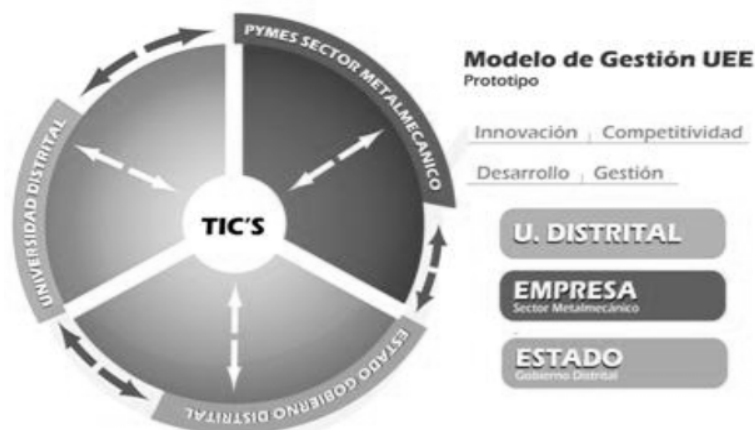 PYMES SECTOR METALMECANICO
UNIVERSIDAD DISTRITAL
TIC'S
ESTADO GOBIERNO DISTRITAL
Modelo de Gestión UEE
Prototipo
Innovación | Competitividad
Desarrollo | Gestión
U. DISTRITAL
EMPRESA
Sector Metalmecánico
ESTADO
Gobierno Distrital